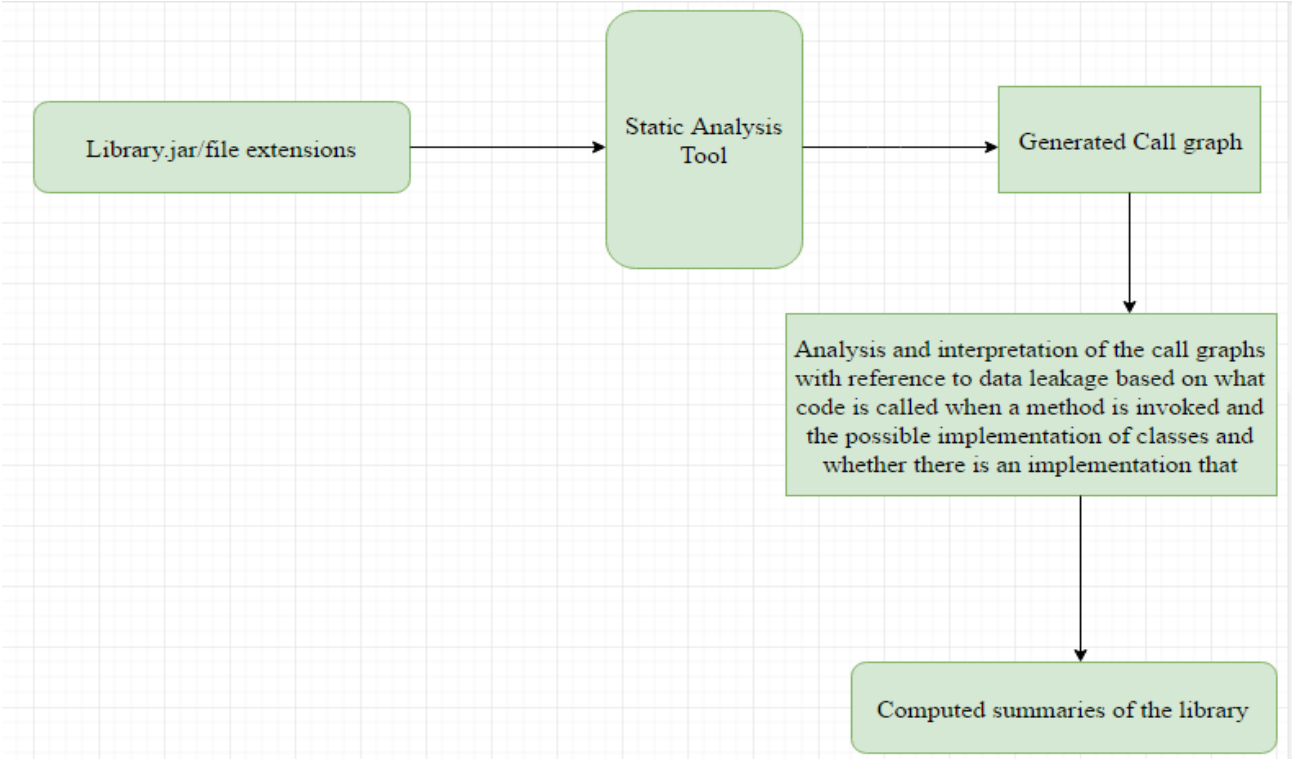 Library.jar/file extensions
Static Analysis
Tool
Generated Call graph
Analysis and interpretation of the call graphs
with reference to data leakage based on what
code is called when a method is invoked and
the possible implementation of classes and
whether there is an implementation that
Computed summaries of the library